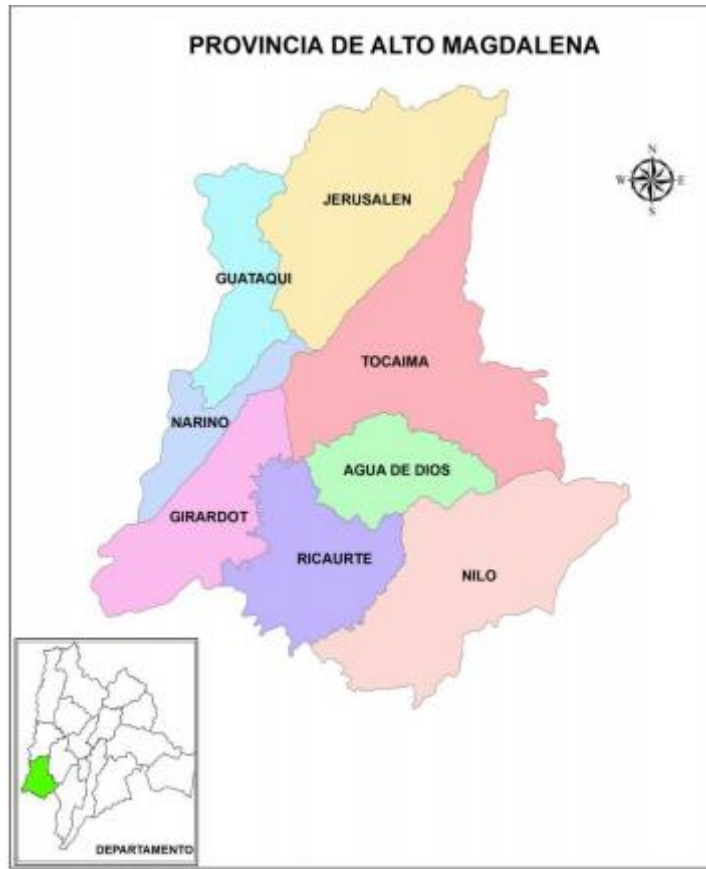 PROVINCIA DE ALTO MAGDALENA
N
W E
S
JERUSALEN
GUATAQUI
TOCAIMA
NARINO
AGUA DE DIOS
GIRARDOT
RICAURTE
NILO
DEPARTAMENTO